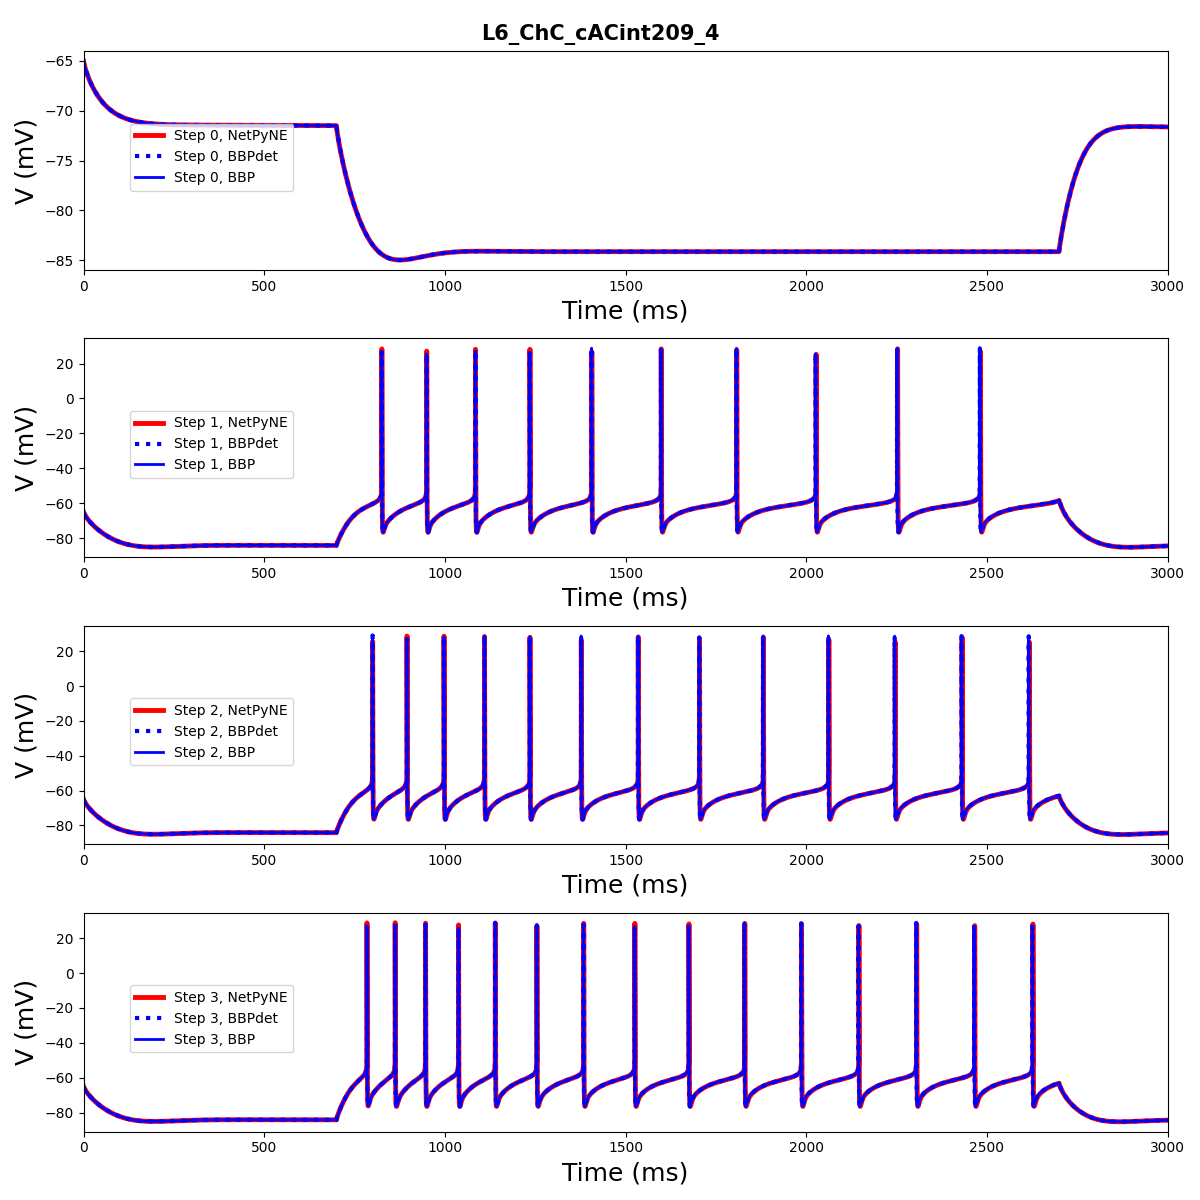 L6_ChC_cACint209_4
V (mV)
−65
−70
−75
−80
−85
Step 0, NetPyNE
Step 0, BBPdet
Step 0, BBP
0 500 1000 1500 2000 2500 3000
Time (ms)
V (mV)
20
0
−20
−40
−60
−80
Step 1, NetPyNE
Step 1, BBPdet
Step 1, BBP
0 500 1000 1500 2000 2500 3000
Time (ms)
V (mV)
20
0
−20
−40
−60
−80
Step 2, NetPyNE
Step 2, BBPdet
Step 2, BBP
0 500 1000 1500 2000 2500 3000
Time (ms)
V (mV)
20
0
−20
−40
−60
−80
Step 3, NetPyNE
Step 3, BBPdet
Step 3, BBP
0 500 1000 1500 2000 2500 3000
Time (ms)